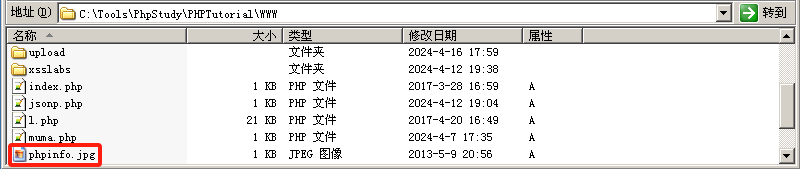 地址(D) C:\Tools\PhpStudy\PHPTutorial\WWW 转到
名称 大小 类型 修改日期 属性
upload 文件夹 2024-4-16 17:59
xsslabs 文件夹 2024-4-12 19:38
index.php 1 KB PHP 文件 2017-3-28 16:59 A
jsonp.php 1 KB PHP 文件 2024-4-12 19:04 A
l.php 21 KB PHP 文件 2017-4-20 16:49 A
muma.php 1 KB PHP 文件 2024-4-7 17:35 A
phpinfo.jpg 1 KB JPEG 图像 2013-5-9 20:56 A